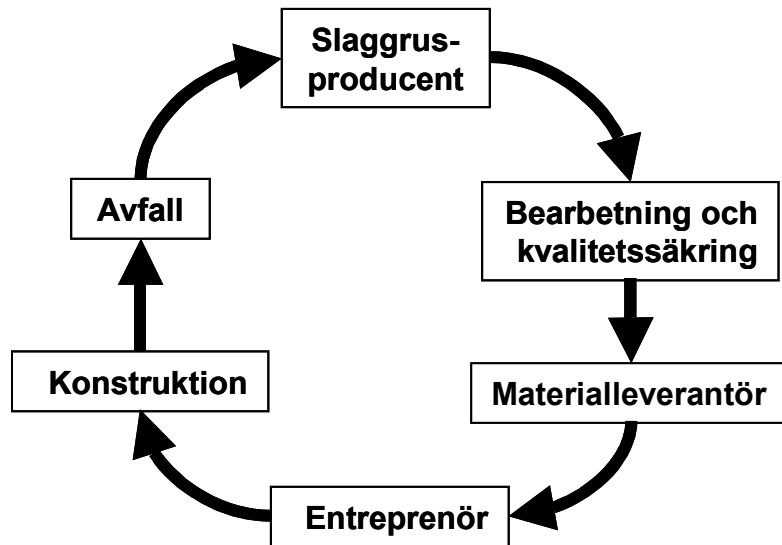 Slaggrus-
producent
Bearbetning och
kvalitetssäkring
Materialleverantör
Entreprenör
Konstruktion
Avfall